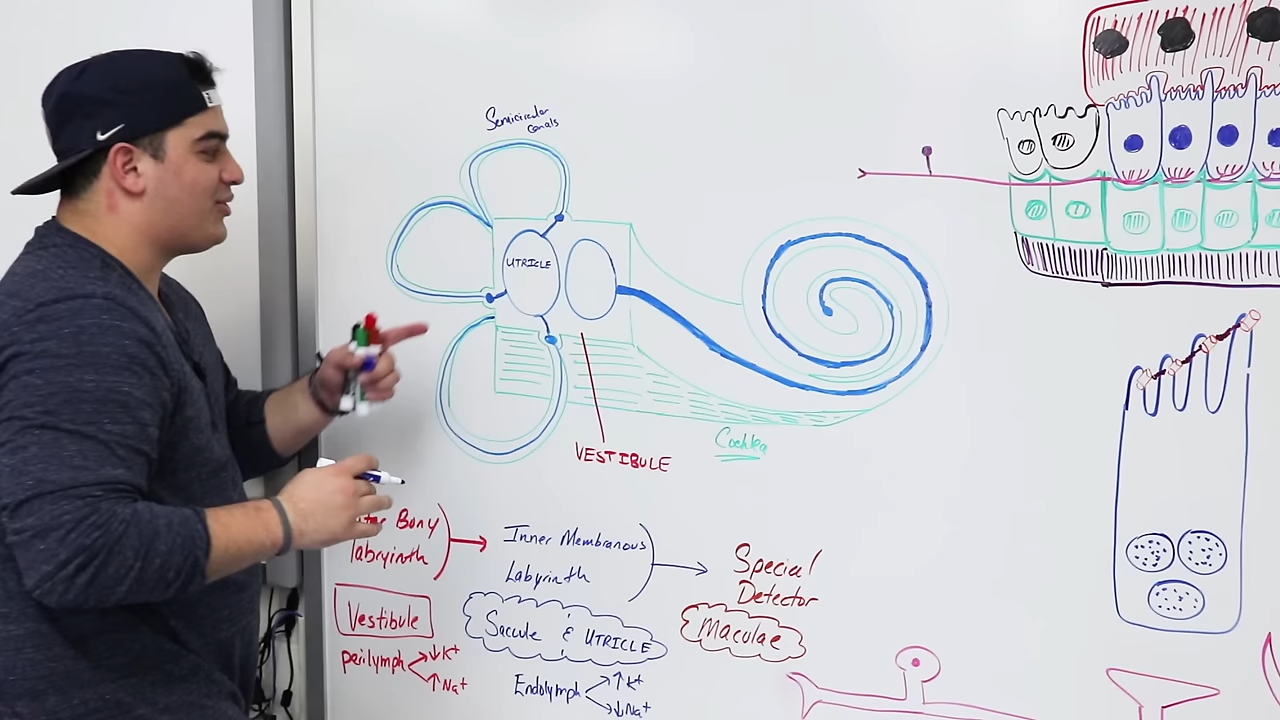 Semicircular
Canals
UTRICLE
VESTIBULE
Cochlea
Bony
labryinth
Inner Membranous
Labyrinth
Special
Detector
Vestibule
Saccule & UTRICLE
Maculae
perilymph ↓K⁺
↑Na⁺
Endolymph ↑K⁺
↓Na⁺